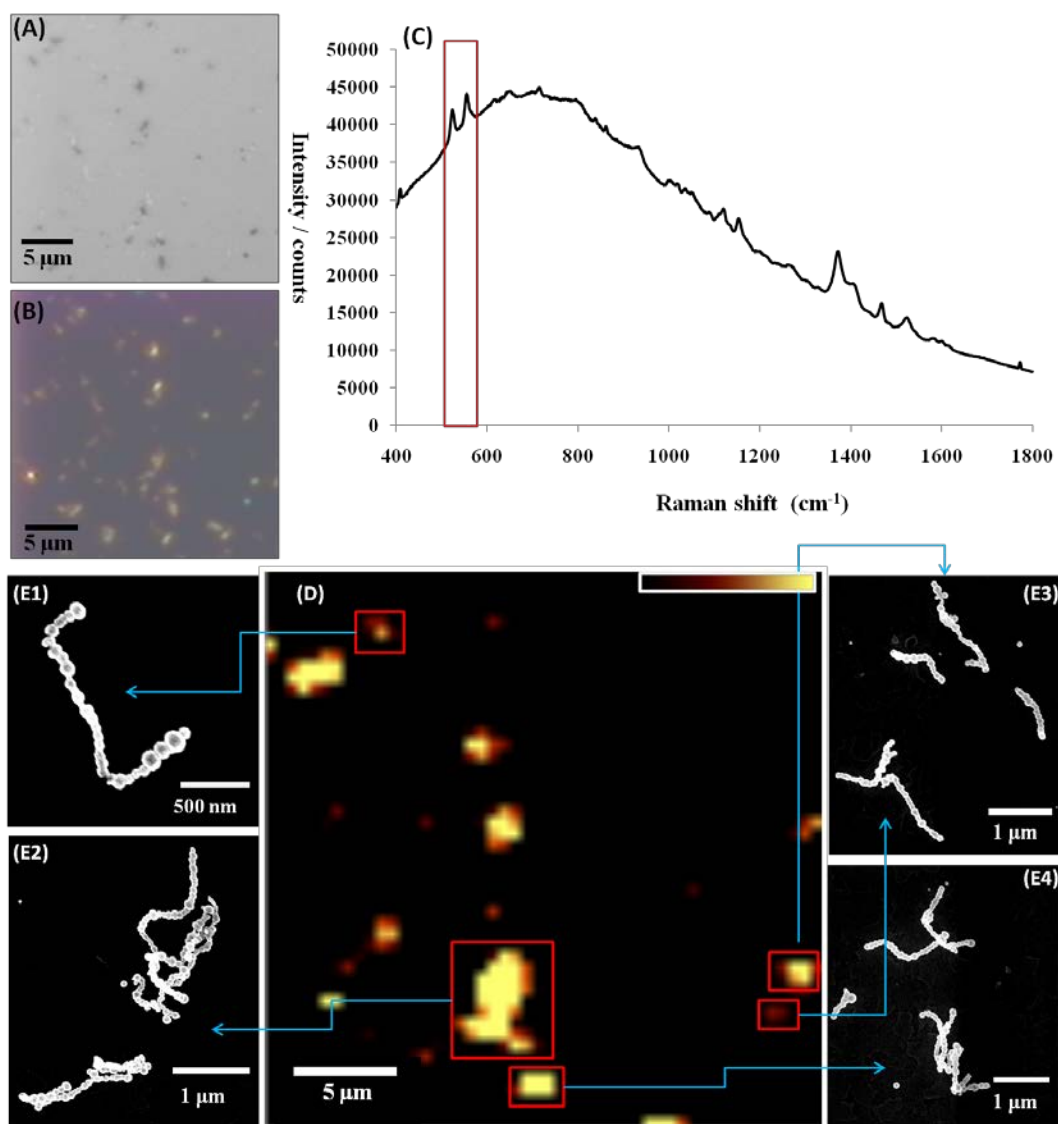 (A)
5 µm
(B)
5 µm
(C)
50000
45000
40000
35000
30000
25000
20000
15000
10000
5000
0
Intensity / counts
400 600 800 1000 1200 1400 1600 1800
Raman shift (cm⁻¹)
(E1)
500 nm
(D)
5 µm
(E3)
1 µm
(E2)
1 µm
(E4)
1 µm